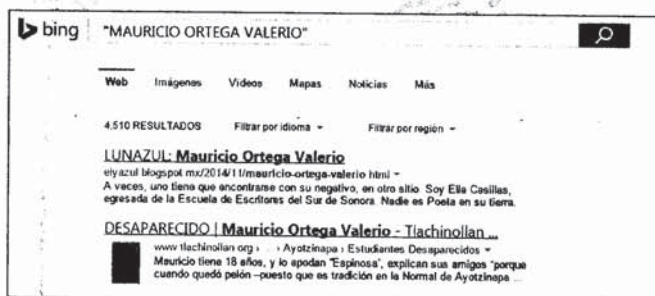 bing "MAURICIO ORTEGA VALERIO"
Web Imágenes Videos Mapas Noticias Más
4,510 RESULTADOS Filtrar por idioma Filtrar por región
LUNAZUL: Mauricio Ortega Valerio
elyazul blogspot mx/2014/11/mauricio-ortega-valerio html
A veces, uno tiene que encontrarse con su negativo, en otro sitio Soy Ella Casillas,
egresada de la Escuela de Escritores del Sur de Sonora. Nadie es Poeta en su tierra.
DESAPARECIDO | Mauricio Ortega Valerio - Tlachinollan ...
www tlachinollan org › ... › Ayotzinapa › Estudiantes Desaparecidos
Mauricio tiene 18 años, y lo apodan "Espinosa", explican sus amigos "porque
cuando quedó pelón –puesto que es tradición en la Normal de Ayotzinapa ...